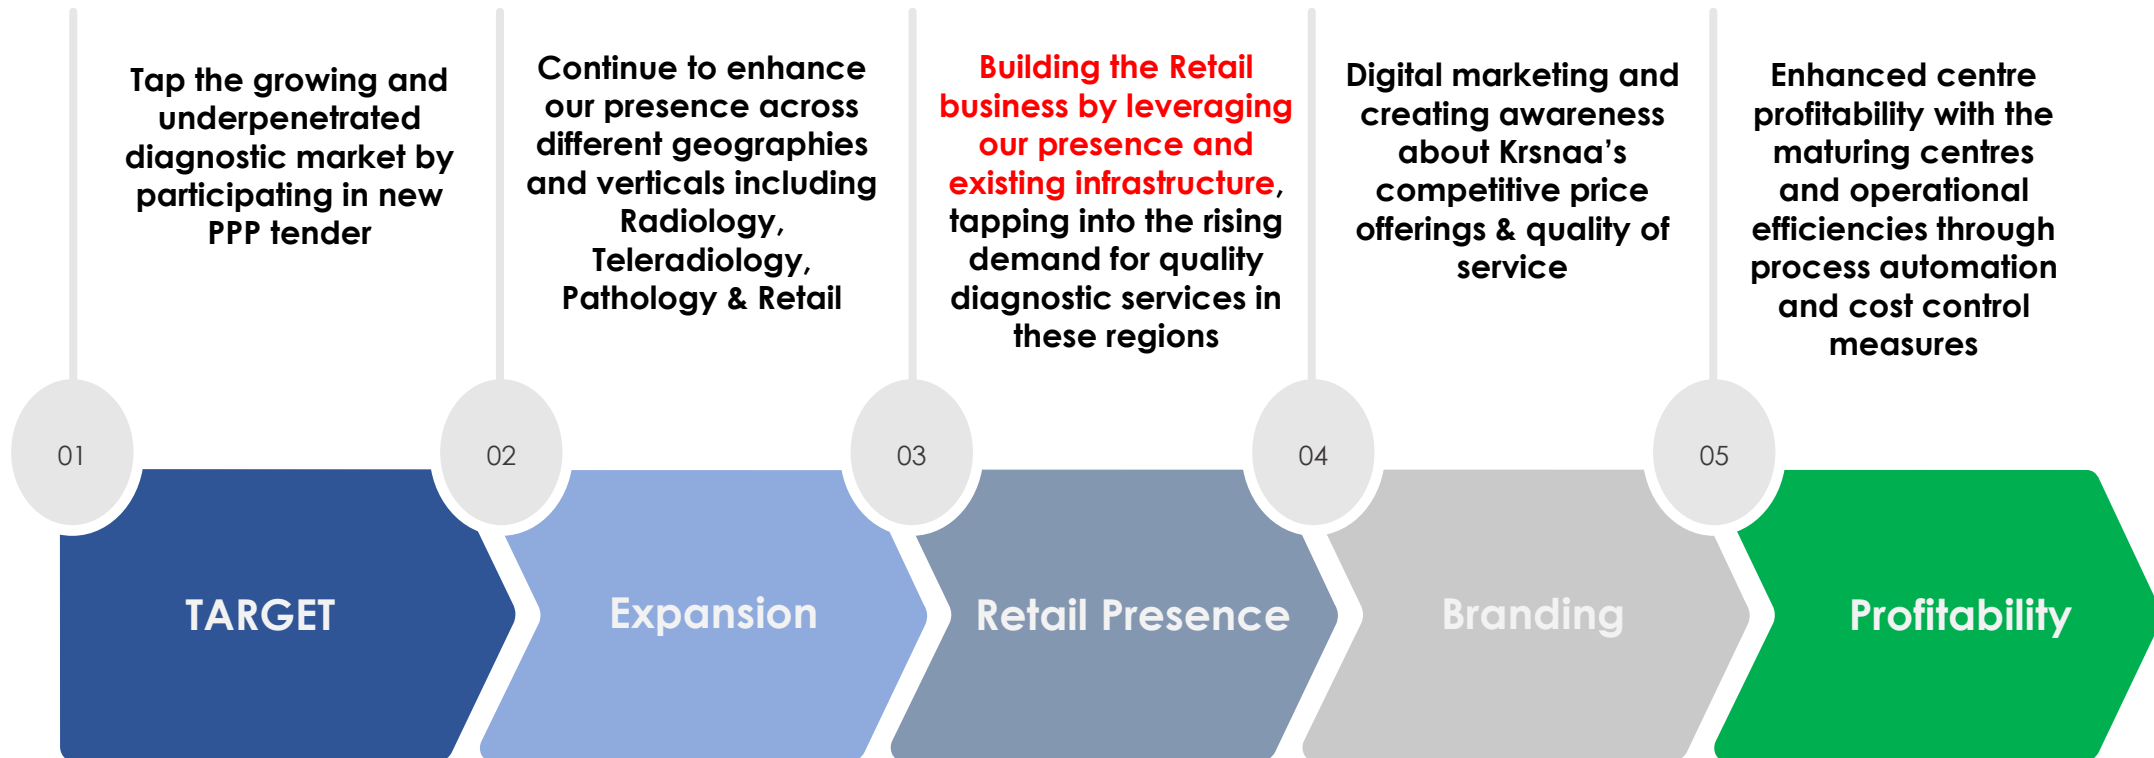 Tap the growing and
underpenetrated
diagnostic market by
participating in new
PPP tender
Continue to enhance
our presence across
different geographies
and verticals including
Radiology,
Teleradiology,
Pathology & Retail
Building the Retail
business by leveraging
our presence and
existing infrastructure,
tapping into the rising
demand for quality
diagnostic services in
these regions
Digital marketing and
creating awareness
about Krsnaa’s
competitive price
offerings & quality of
service
Enhanced centre
profitability with the
maturing centres
and operational
efficiencies through
process automation
and cost control
measures
01
02
03
04
05
TARGET
Expansion
Retail Presence
Branding
Profitability